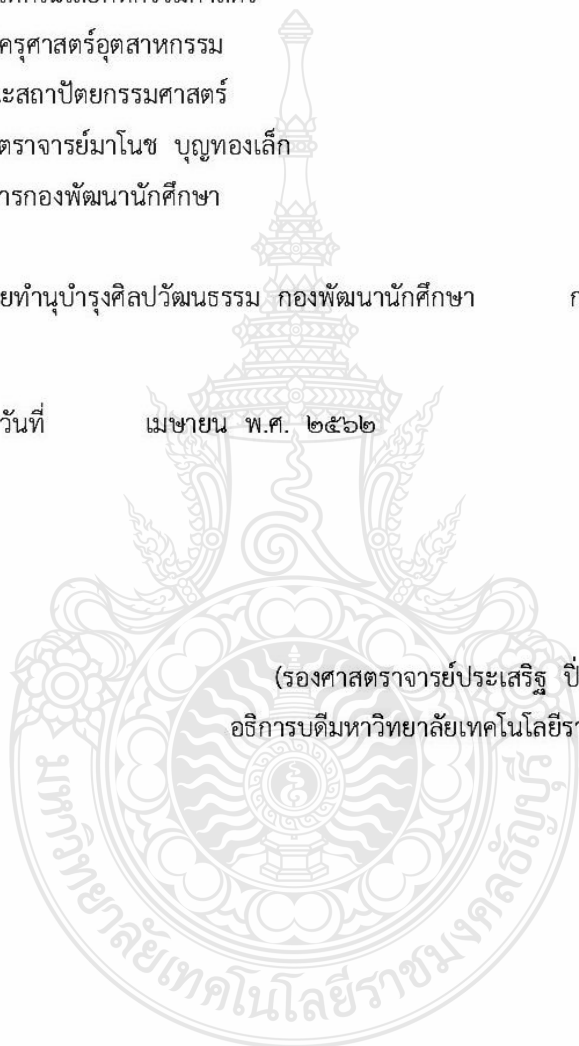 ครุศาสตร์อุตสาหกรรม
ะสถาปัตยกรรมศาสตร์
ตราจารย์มาโนช บุญทองเล็ก
ารกองพัฒนานักศึกษา
ยทำนุบำรุงศิลปวัฒนธรรม กองพัฒนานักศึกษา ก
วันที่ เมษายน พ.ศ. ๒๕๖๒
(รองศาสตราจารย์ประเสริฐ ปิ่
อธิการบดีมหาวิทยาลัยเทคโนโลยีรา
มหาวิทยาลัยเทคโนโลยีราชมงคลธัญบุรี